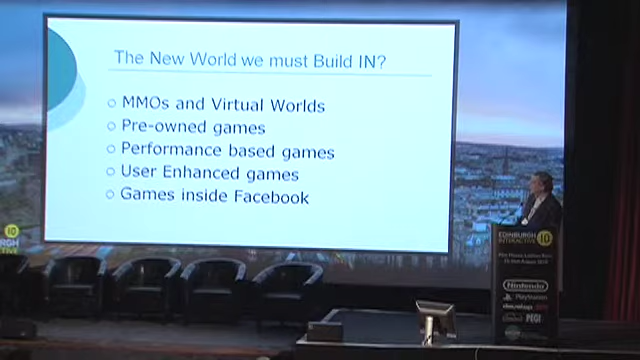 The New World we must Build IN?
MMOs and Virtual Worlds
Pre-owned games
Performance based games
User Enhanced games
Games inside Facebook
10
EDINBURGH
INTERACTIVE 10
Nintendo
PlayStation
PEGI